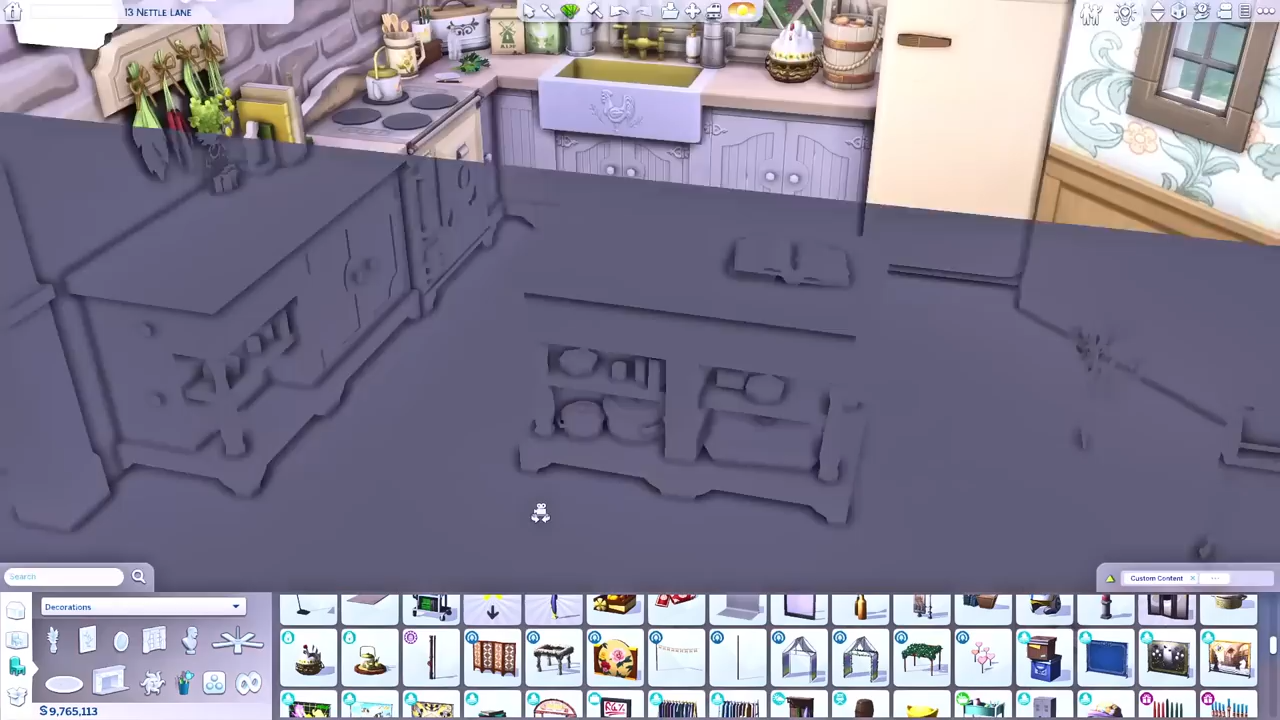 13 Nettle Lane
Search
Custom Content
Decorations
$9,765,113